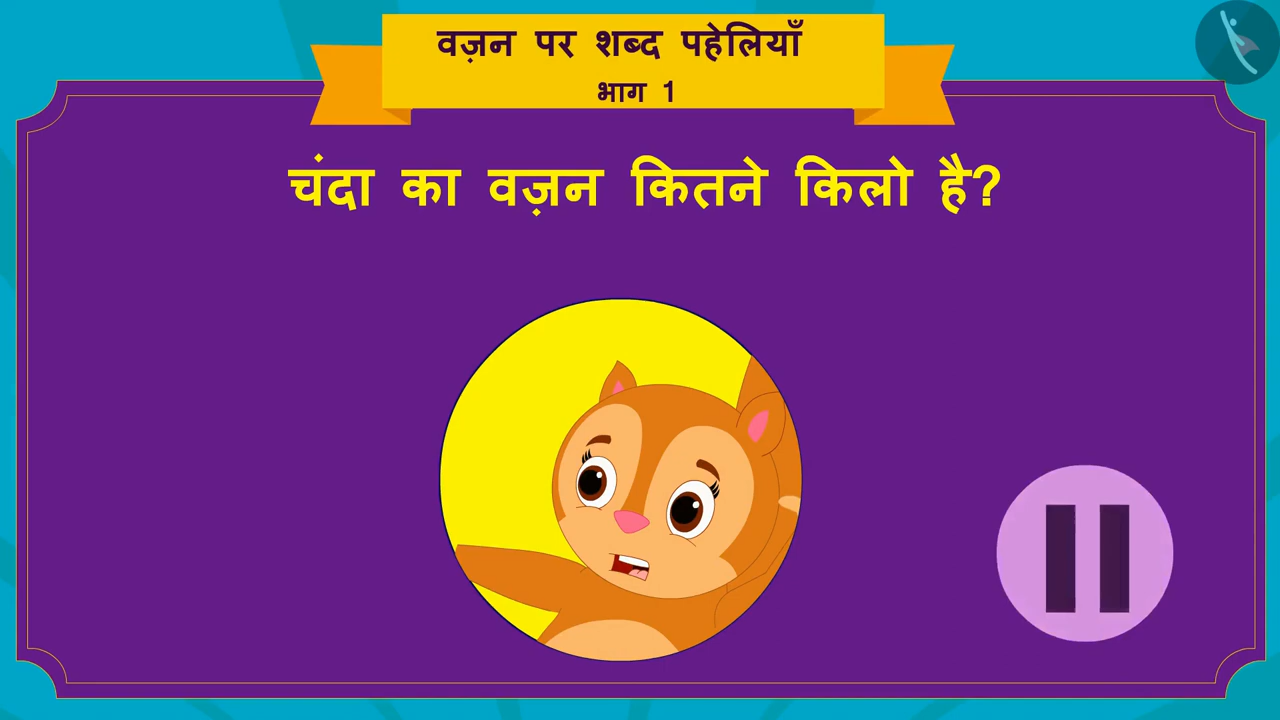 वज़न पर शब्द पहेलियाँ
भाग 1
चंदा का वज़न कितने किलो है?